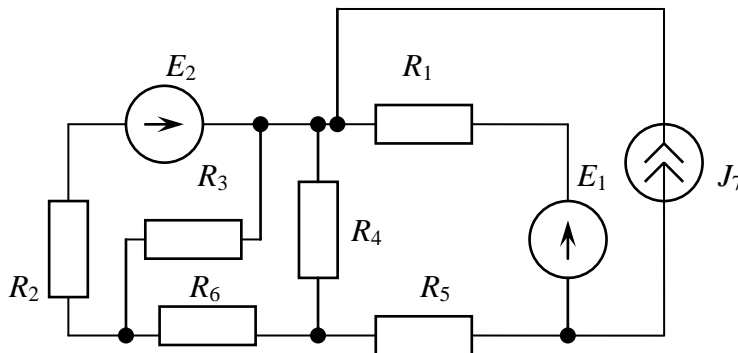 E₂
R₁
R₃
E₁
J₇
R₄
R₂
R₆
R₅